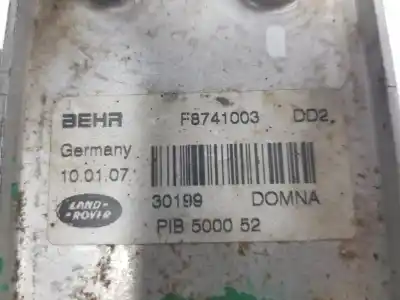 BEHR F8741003 DD2
Germany
10.01.07
LAND-
-ROVER
30199 DOMNA
PIB 5000 52